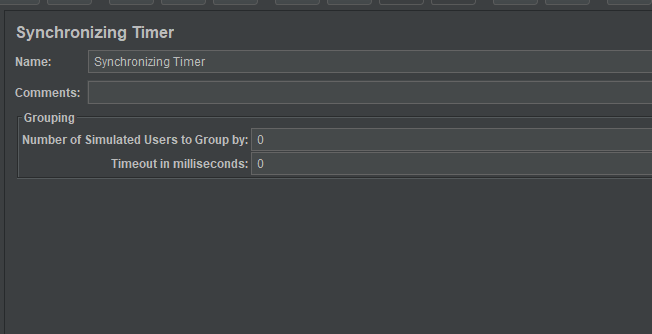 Synchronizing Timer
Name: Synchronizing Timer
Comments:
Grouping
Number of Simulated Users to Group by: 0
Timeout in milliseconds: 0